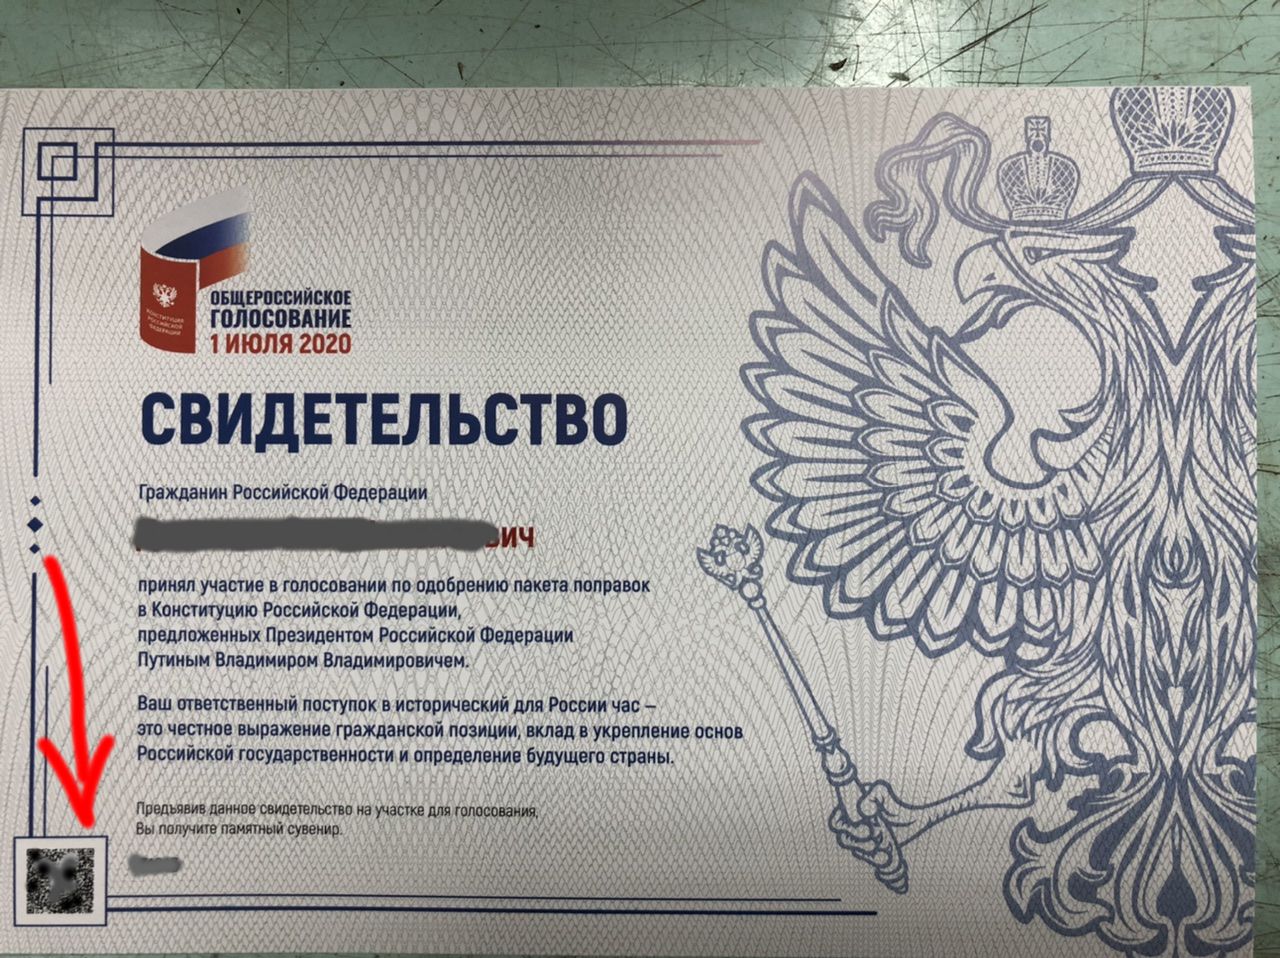 КОНСТИТУЦИЯ
РОССИЙСКОЙ
ФЕДЕРАЦИИ
ОБЩЕРОССИЙСКОЕ
ГОЛОСОВАНИЕ
1 ИЮЛЯ 2020
СВИДЕТЕЛЬСТВО
Гражданин Российской Федерации
принял участие в голосовании по одобрению пакета поправок
в Конституцию Российской Федерации,
предложенных Президентом Российской Федерации
Путиным Владимиром Владимировичем.
Ваш ответственный поступок в исторический для России час –
это честное выражение гражданской позиции, вклад в укрепление основ
Российской государственности и определение будущего страны.
Предъявив данное свидетельство на участке для голосования,
Вы получите памятный сувенир.